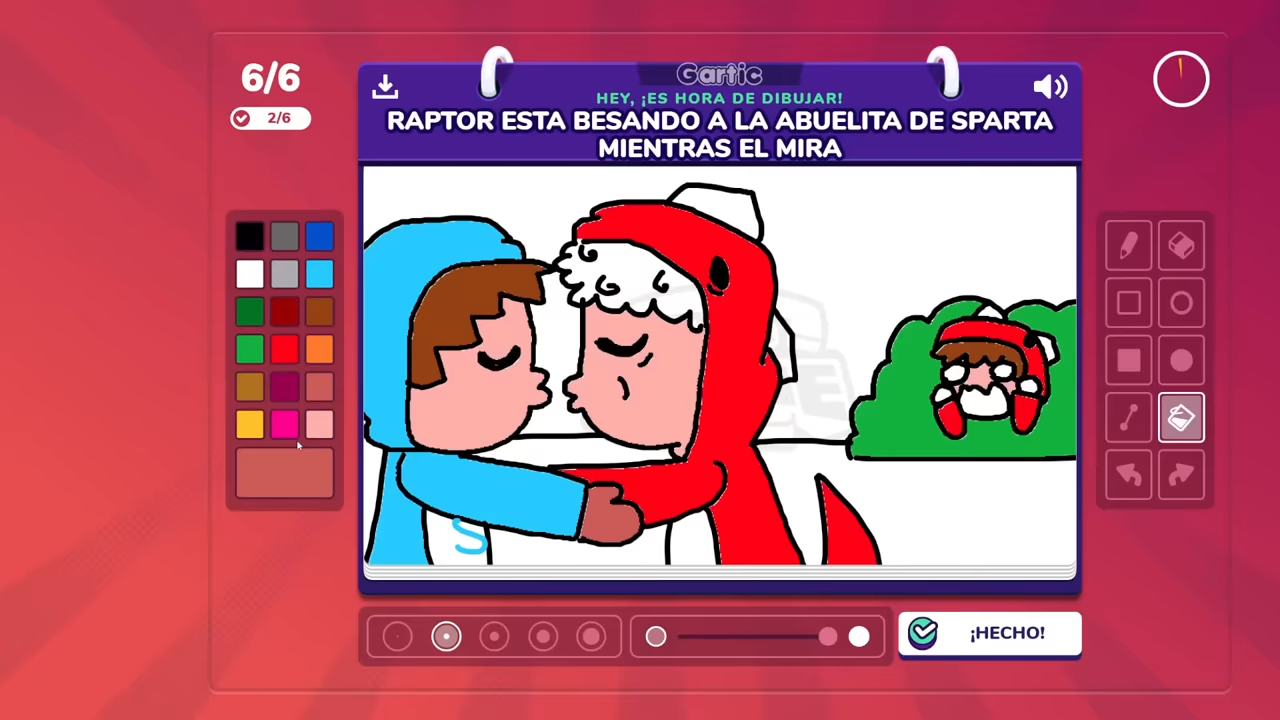 6/6
2/6
Gartic
HEY, ¡ES HORA DE DIBUJAR!
RAPTOR ESTA BESANDO A LA ABUELITA DE SPARTA
MIENTRAS EL MIRA
S
¡HECHO!